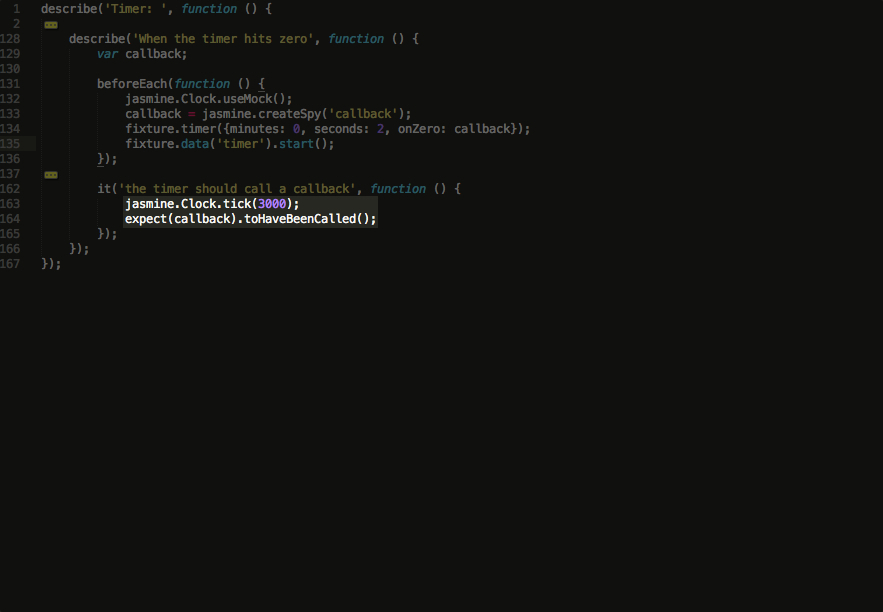 1 describe('Timer: ', function () {
2
128 describe('When the timer hits zero', function () {
129 var callback;
130
131 beforeEach(function () {
132 jasmine.Clock.useMock();
133 callback = jasmine.createSpy('callback');
134 fixture.timer({minutes: 0, seconds: 2, onZero: callback});
135 fixture.data('timer').start();
136 });
137
162 it('the timer should call a callback', function () {
163 jasmine.Clock.tick(3000);
164 expect(callback).toHaveBeenCalled();
165 });
166 });
167 });